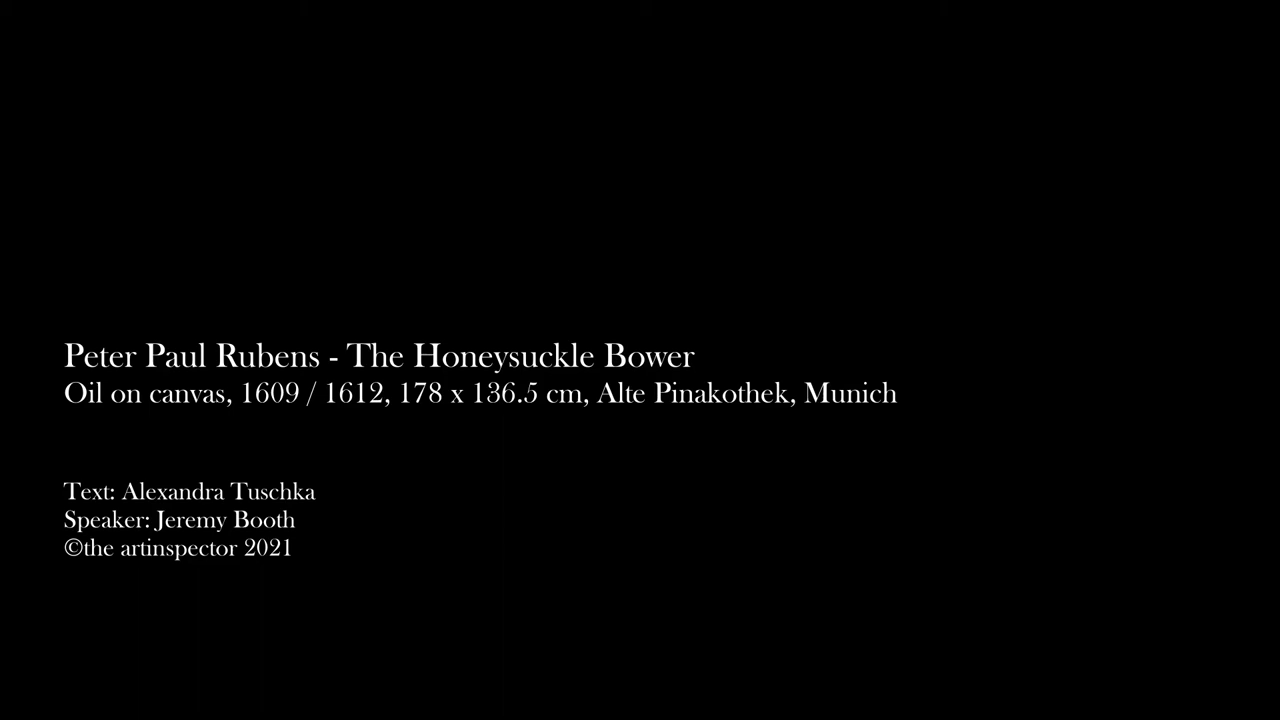 Peter Paul Rubens - The Honeysuckle Bower
Oil on canvas, 1609 / 1612, 178 x 136.5 cm, Alte Pinakothek, Munich
Text: Alexandra Tuschka
Speaker: Jeremy Booth
©the artinspector 2021